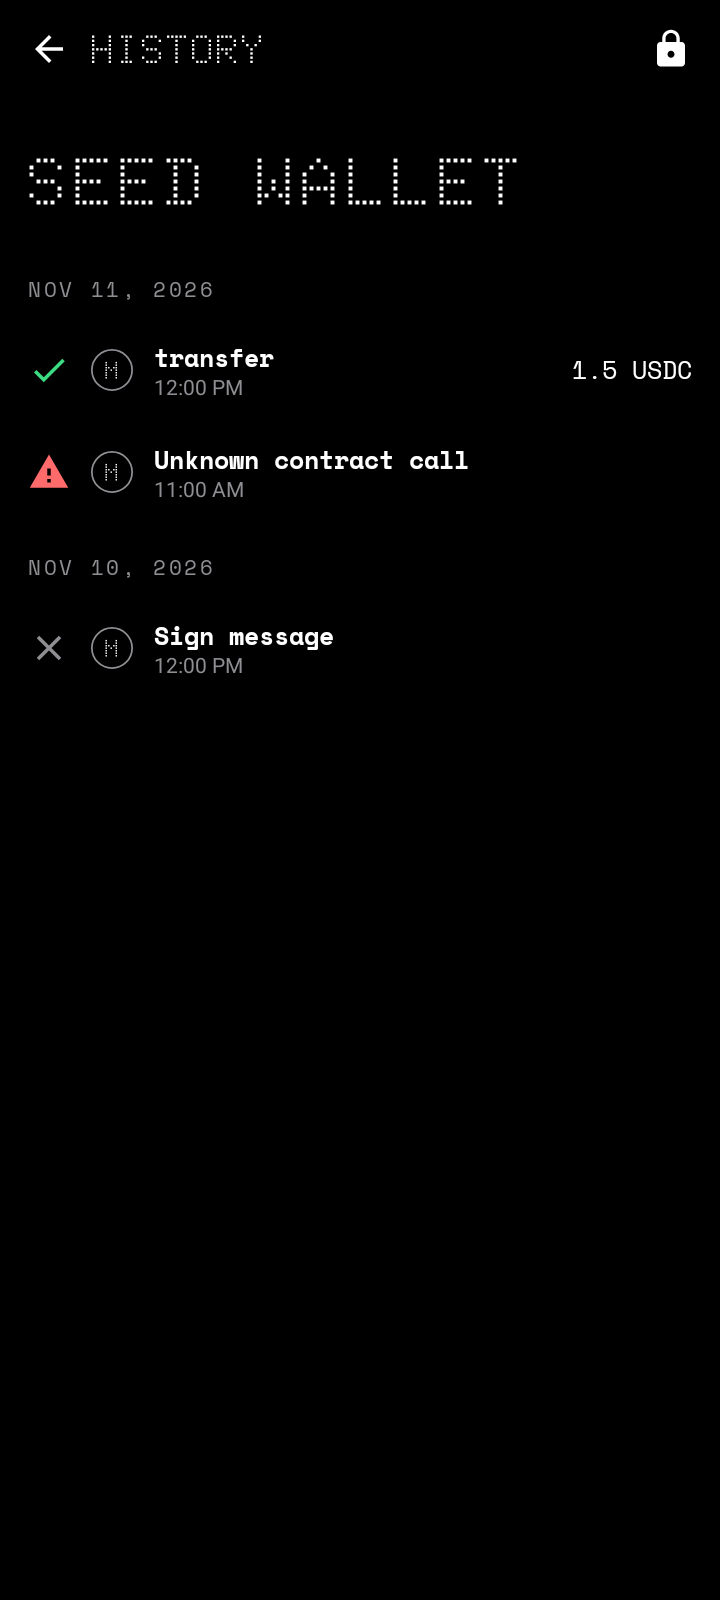 HISTORY
SEED WALLET
NOV 11, 2026
M
transfer
1.5 USDC
12:00 PM
M
Unknown contract call
11:00 AM
NOV 10, 2026
M
Sign message
12:00 PM